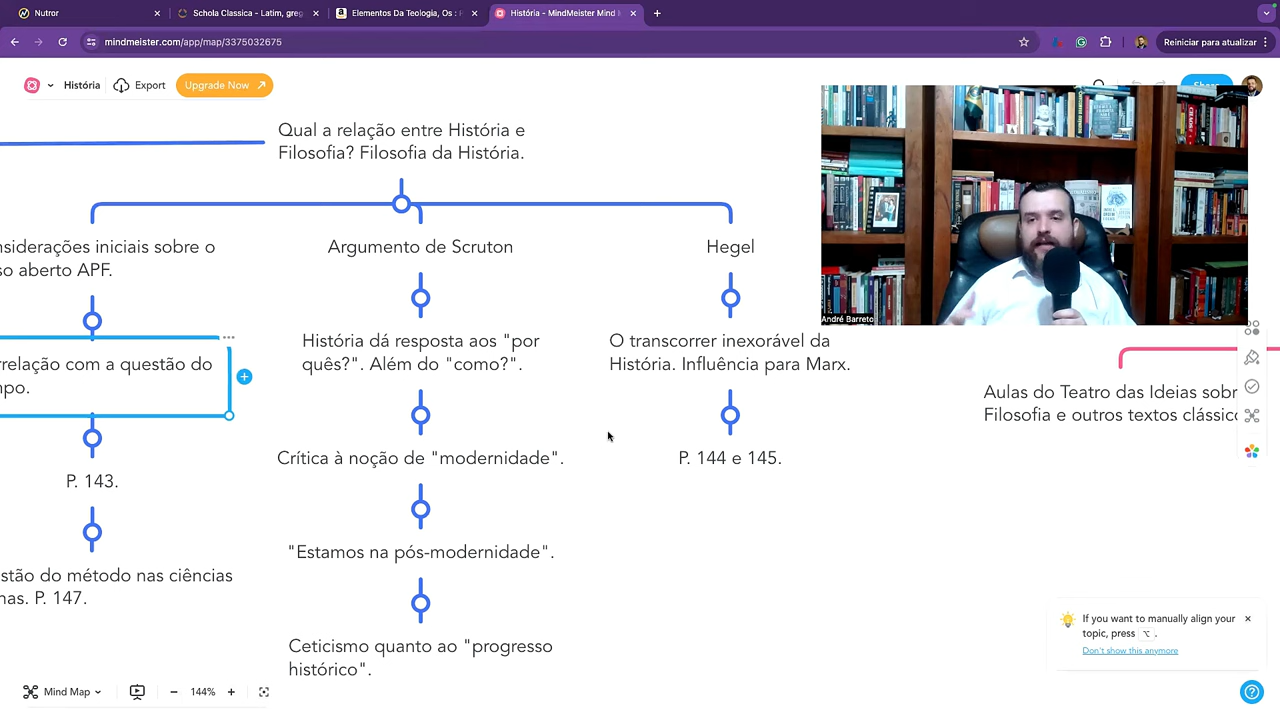 Nutror
Schola Classica - Latim, greg
Elementos Da Teologia, Os : P
História - MindMeister Mind M
mindmeister.com/app/map/3375032675
Reiniciar para atualizar
História
Export
Upgrade Now
Share
Qual a relação entre História e
Filosofia? Filosofia da História.
nsiderações iniciais sobre o
so aberto APF.
rrelação com a questão do
mpo.
P. 143.
stão do método nas ciências
nas. P. 147.
Argumento de Scruton
História dá resposta aos "por
quês?". Além do "como?".
Crítica à noção de "modernidade".
"Estamos na pós-modernidade".
Ceticismo quanto ao "progresso
histórico".
Hegel
O transcorrer inexorável da
História. Influência para Marx.
P. 144 e 145.
André Barreto
Aulas do Teatro das Ideias sobr
Filosofia e outros textos clássico
If you want to manually align your
topic, press ⌥ .
Don't show this anymore
Mind Map
144%